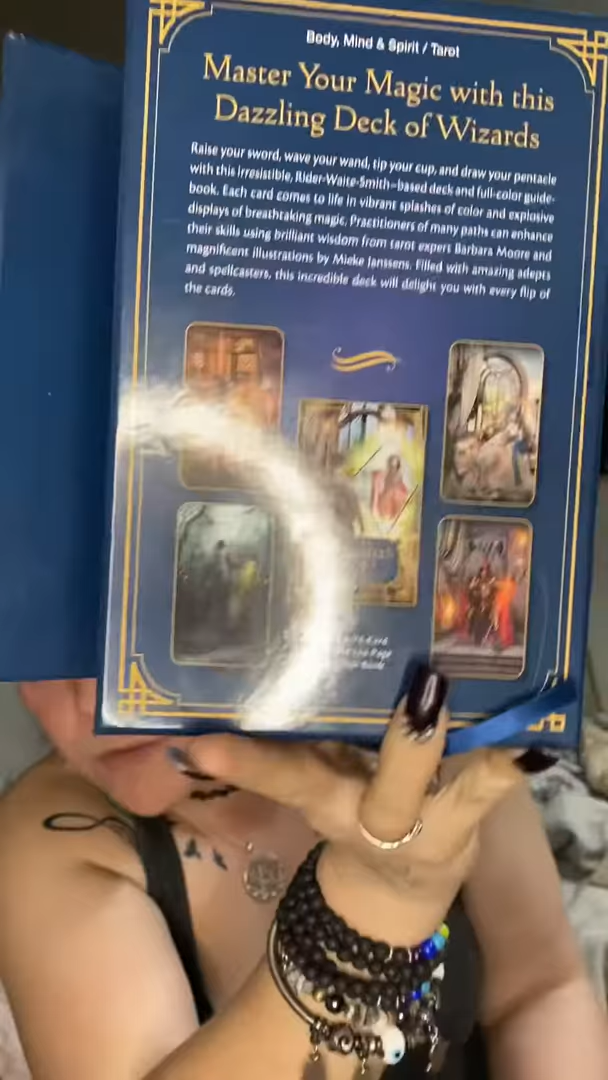 Body, Mind & Spirit / Tarot
Master Your Magic with this
Dazzling Deck of Wizards
Raise your sword, wave your wand, tip your cup, and draw your pentacle
with this irresistible, Rider-Waite-Smith-based deck and full-color guide-
book. Each card comes to life in vibrant splashes of color and explosive
displays of breathtaking magic. Practitioners of many paths can enhance
their skills using brilliant wisdom from tarot expert Barbara Moore and
magnificent illustrations by Mieke Janssens. Filled with amazing adepts
and spellcasters, this incredible deck will delight you with every flip of
the cards.